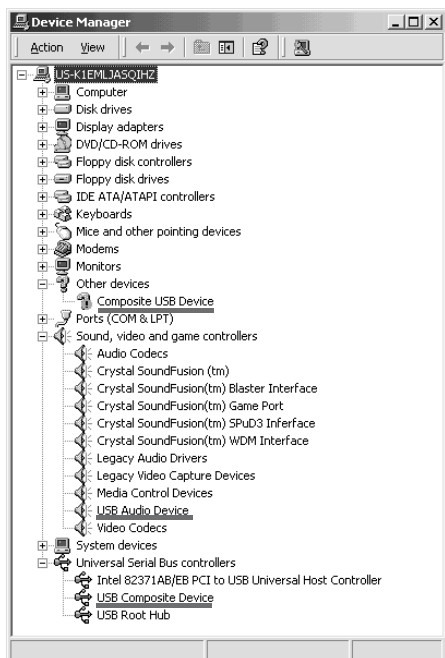 Device Manager
Action View
US-K1EMLJASQIHZ
Computer
Disk drives
Display adapters
DVD/CD-ROM drives
Floppy disk controllers
Floppy disk drives
IDE ATA/ATAPI controllers
Keyboards
Mice and other pointing devices
Modems
Monitors
Other devices
Composite USB Device
Ports (COM & LPT)
Sound, video and game controllers
Audio Codecs
Crystal SoundFusion (tm)
Crystal SoundFusion(tm) Blaster Interface
Crystal SoundFusion(tm) Game Port
Crystal SoundFusion(tm) SPuD3 Inferface
Crystal SoundFusion(tm) WDM Interface
Legacy Audio Drivers
Legacy Video Capture Devices
Media Control Devices
USB Audio Device
Video Codecs
System devices
Universal Serial Bus controllers
Intel 82371AB/EB PCI to USB Universal Host Controller
USB Composite Device
USB Root Hub